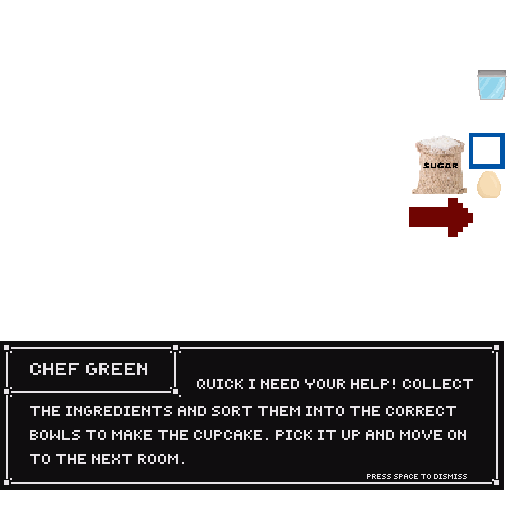 SUGAR
CHEF GREEN
QUICK I NEED YOUR HELP! COLLECT
THE INGREDIENTS AND SORT THEM INTO THE CORRECT
BOWLS TO MAKE THE CUPCAKE. PICK IT UP AND MOVE ON
TO THE NEXT ROOM.
PRESS SPACE TO DISMISS